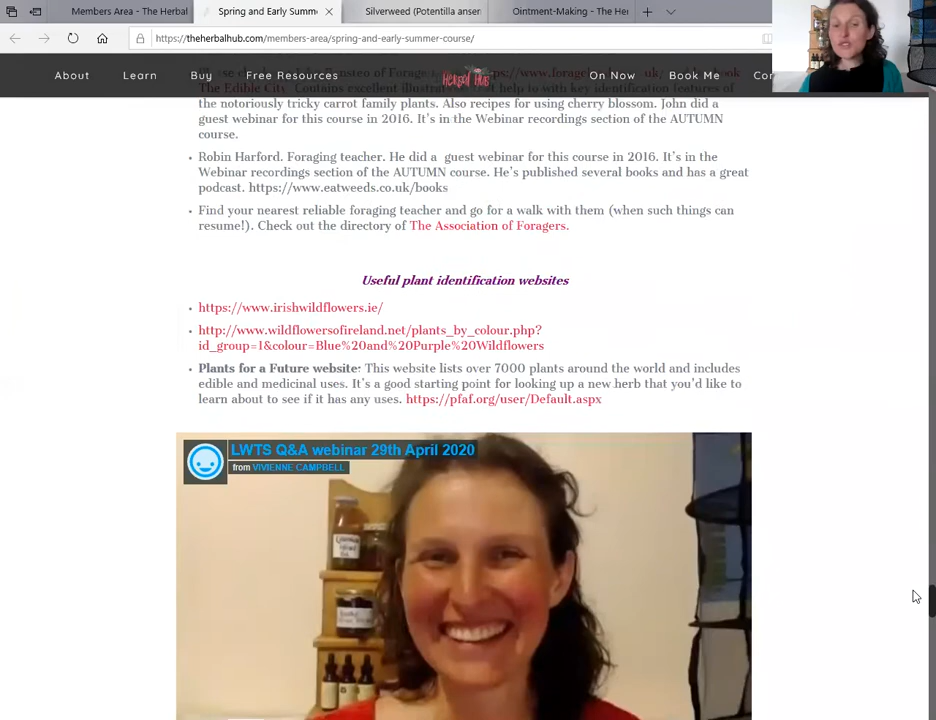 Members Area - The Herbal
Spring and Early Summ
Silverweed (Potentilla anser
Ointment-Making - The He
https://theherbalhub.com/members-area/spring-and-early-summer-course/
About
Learn
Buy
Free Resources
Herbal Hub
On Now
Book Me
The Edible City. Contains excellent
the notoriously tricky carrot family plants. Also recipes for using cherry blossom. John did a
guest webinar for this course in 2016. It's in the Webinar recordings section of the AUTUMN
course.
• Robin Harford. Foraging teacher. He did a guest webinar for this course in 2016. It's in the
Webinar recordings section of the AUTUMN course. He's published several books and has a great
podcast. https://www.eatweeds.co.uk/books
• Find your nearest reliable foraging teacher and go for a walk with them (when such things can
resume!). Check out the directory of The Association of Foragers.
Useful plant identification websites
• https://www.irishwildflowers.ie/
• http://www.wildflowersofireland.net/plants_by_colour.php?
id_group=1&colour=Blue%20and%20Purple%20Wildflowers
• Plants for a Future website: This website lists over 7000 plants around the world and includes
edible and medicinal uses. It's a good starting point for looking up a new herb that you'd like to
learn about to see if it has any uses. https://pfaf.org/user/Default.aspx
LWTS Q&A webinar 29th April 2020
from VIVIENNE CAMPBELL